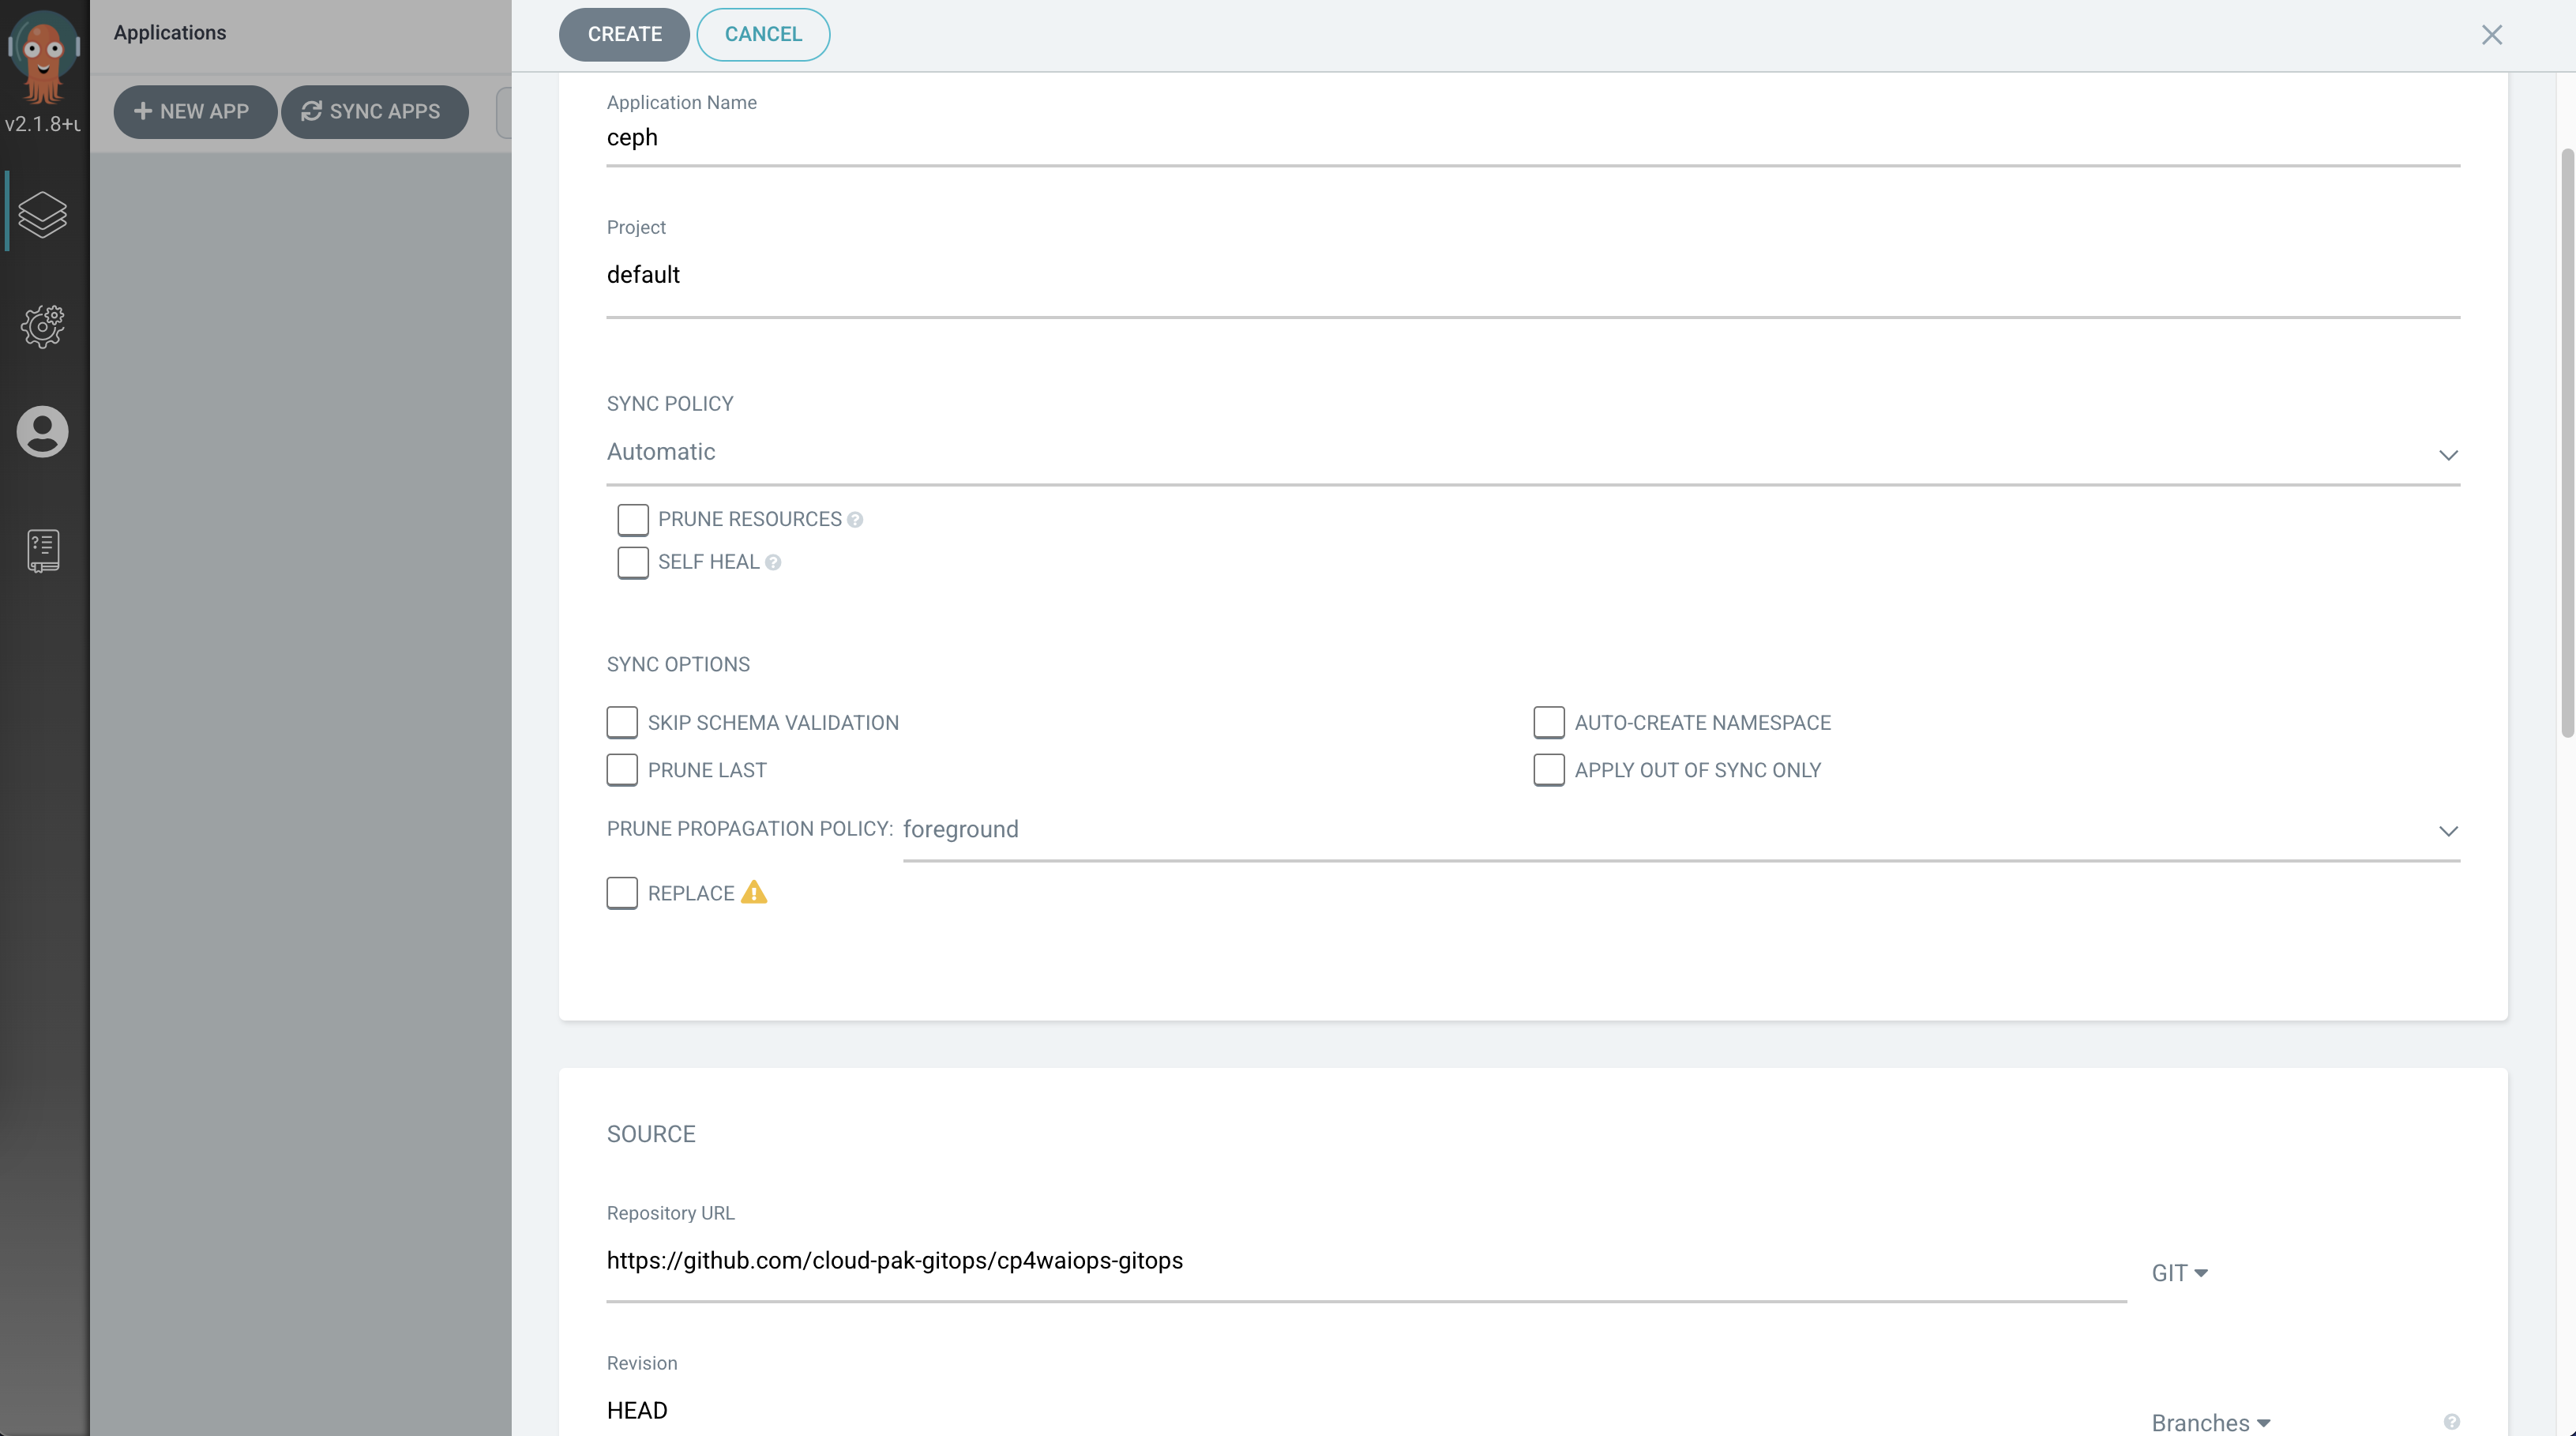 Applications
v2.1.8+
NEW APP
SYNC APPS
CREATE
CANCEL
Application Name
ceph
Project
default
SYNC POLICY
Automatic
PRUNE RESOURCES ?
SELF HEAL ?
SYNC OPTIONS
SKIP SCHEMA VALIDATION
AUTO-CREATE NAMESPACE
PRUNE LAST
APPLY OUT OF SYNC ONLY
PRUNE PROPAGATION POLICY: foreground
REPLACE
SOURCE
Repository URL
https://github.com/cloud-pak-gitops/cp4waiops-gitops
GIT
Revision
HEAD
Branches ?